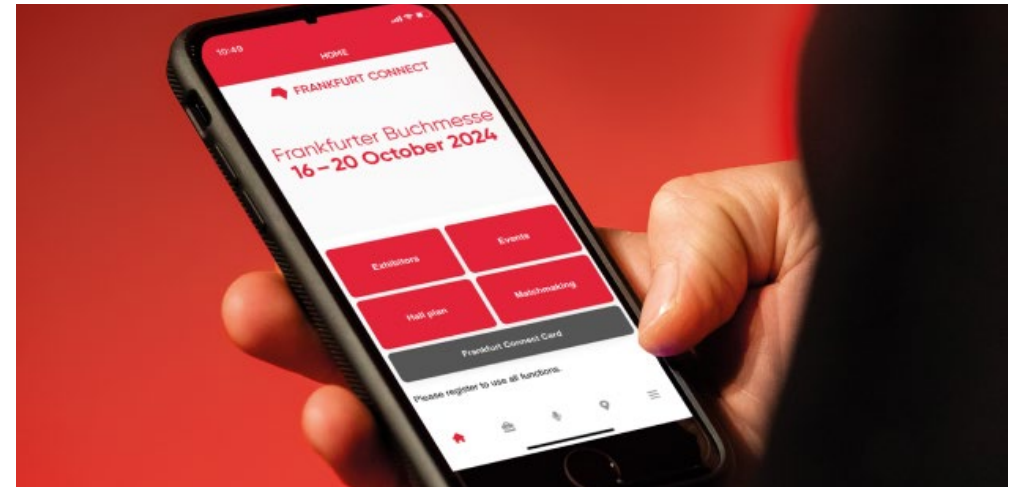 10:49
HOME
FRANKFURT CONNECT
Frankfurter Buchmesse
16 – 20 October 2024
Exhibitors
Events
Hall plan
Matchmaking
Frankfurt Connect Card
Please register to use all functions.